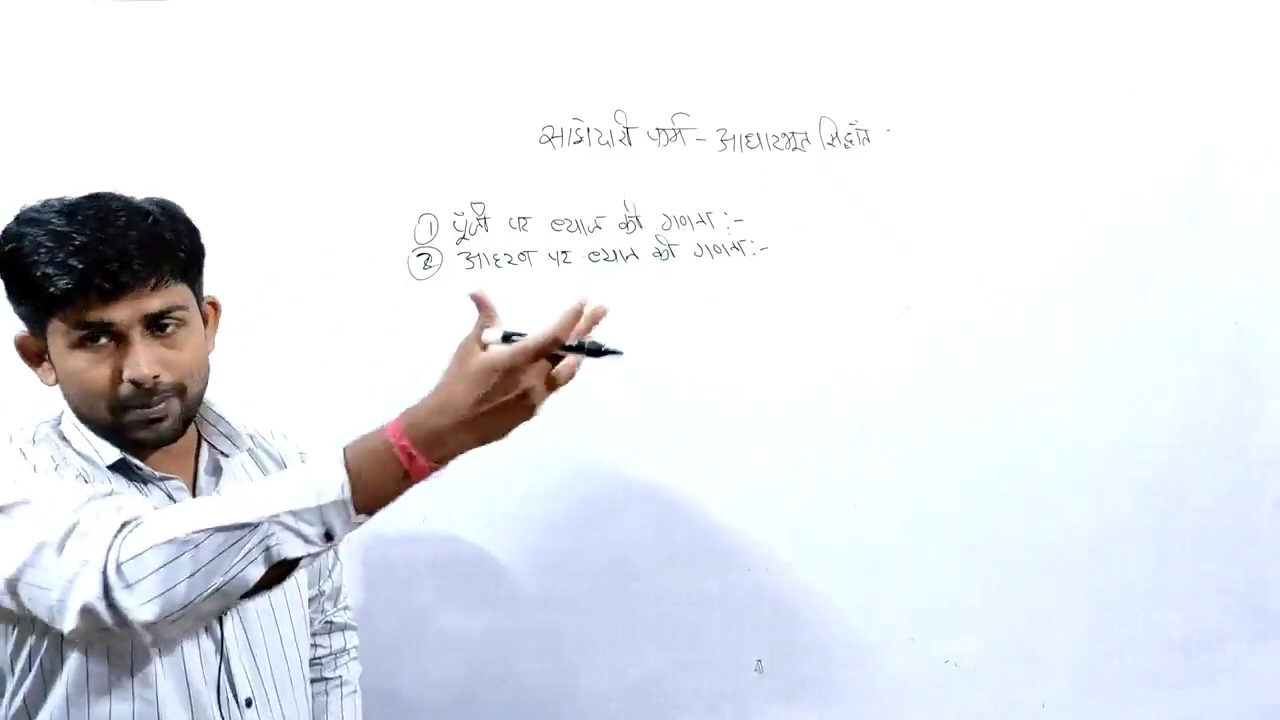 साझेदारी फर्म - आधारभूत सिद्धांत
① पूँजी पर ब्याज की गणना :-
② आहरण पर ब्याज की गणना :-